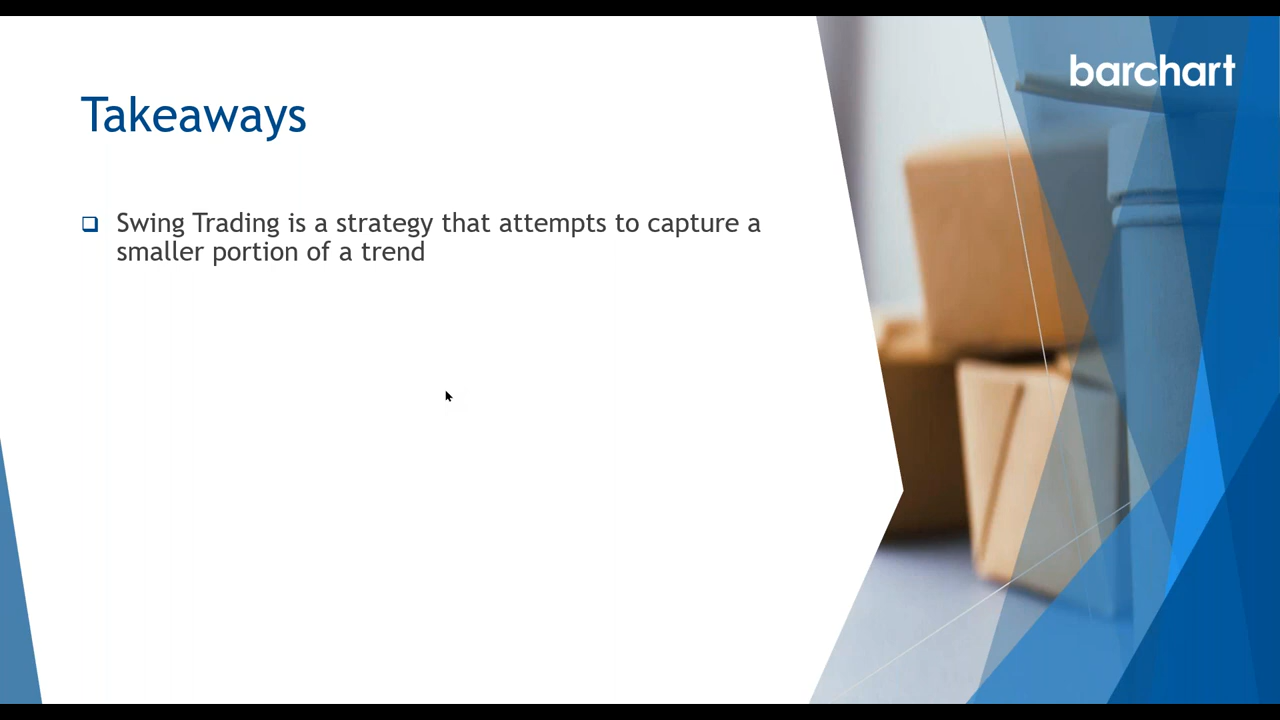 barchart
Takeaways
Swing Trading is a strategy that attempts to capture a
smaller portion of a trend